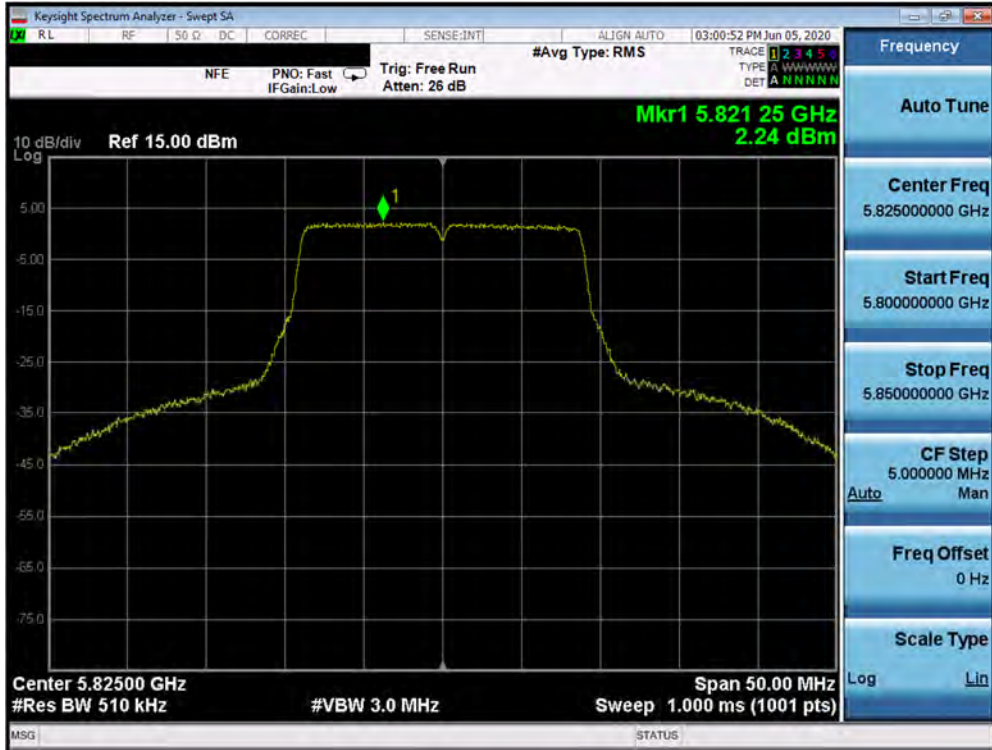 Keysight Spectrum Analyzer - Swept SA
LXI RL RF 50 Ω DC CORREC SENSE:INT ALIGN AUTO 03:00:52 PM Jun 05, 2020
#Avg Type: RMS TRACE 1 2 3 4 5 6
TYPE A WWWWW
DET A N N N N N
NFE PNO: Fast Trig: Free Run
IFGain:Low Atten: 26 dB
Mkr1 5.821 25 GHz
2.24 dBm
10 dB/div Ref 15.00 dBm
Log
1
5.00
-5.00
-15.0
-25.0
-35.0
-45.0
-55.0
-65.0
-75.0
Center 5.82500 GHz Span 50.00 MHz
#Res BW 510 kHz #VBW 3.0 MHz Sweep 1.000 ms (1001 pts)
MSG STATUS
Frequency
Auto Tune
Center Freq
5.825000000 GHz
Start Freq
5.800000000 GHz
Stop Freq
5.850000000 GHz
CF Step
5.000000 MHz
Auto Man
Freq Offset
0 Hz
Scale Type
Log Lin